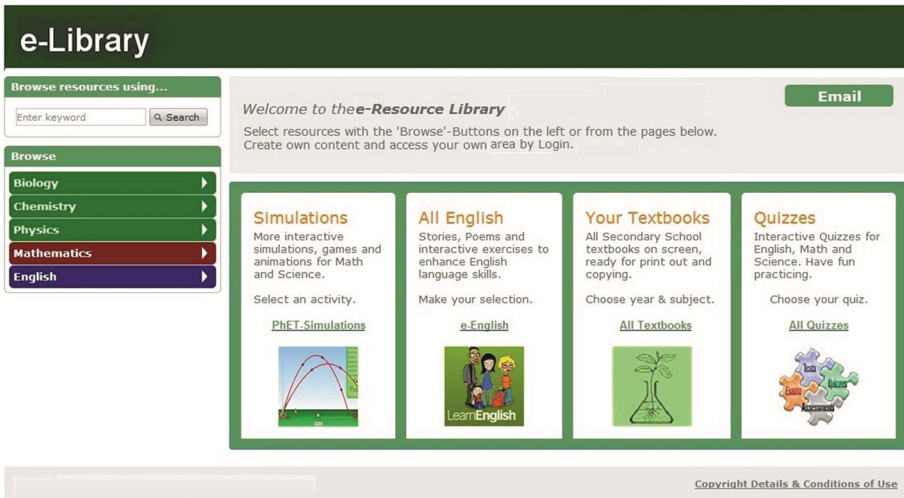 e-Library
Browse resources using...
Enter keyword
Search
Browse
Biology
Chemistry
Physics
Mathematics
English
Email
Welcome to thee-Resource Library
Select resources with the 'Browse'-Buttons on the left or from the pages below.
Create own content and access your own area by Login.
Simulations
More interactive
simulations, games and
animations for Math
and Science.
Select an activity.
PhET-Simulations
All English
Stories, Poems and
interactive exercises to
enhance English
language skills.
Make your selection.
e-English
LearnEnglish
Your Textbooks
All Secondary School
textbooks on screen,
ready for print out and
copying.
Choose year & subject.
All Textbooks
Quizzes
Interactive Quizzes for
English, Math and
Science. Have fun
practicing.
Choose your quiz.
All Quizzes
Tests
Exams
Quizzes
Assessments
Copyright Details & Conditions of Use